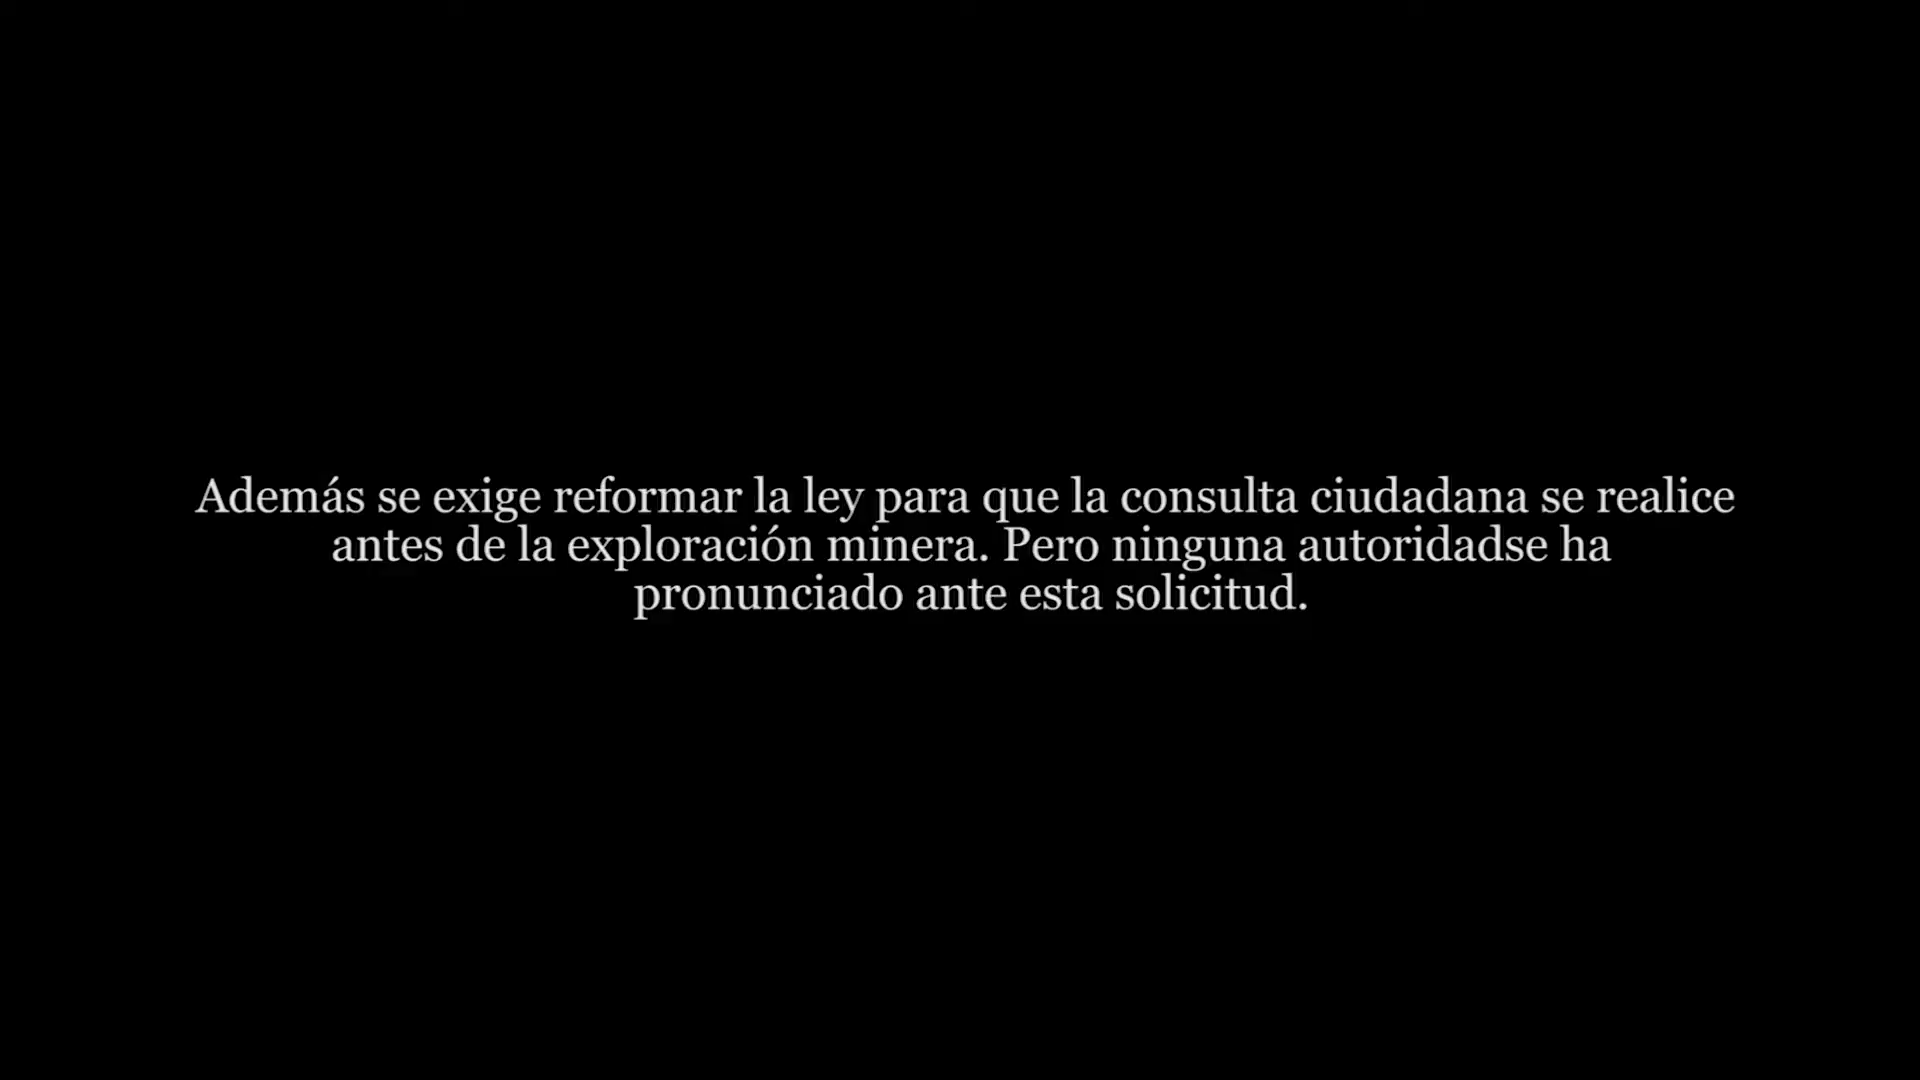 Además se exige reformar la ley para que la consulta ciudadana se realice
antes de la exploración minera. Pero ninguna autoridadse ha
pronunciado ante esta solicitud.